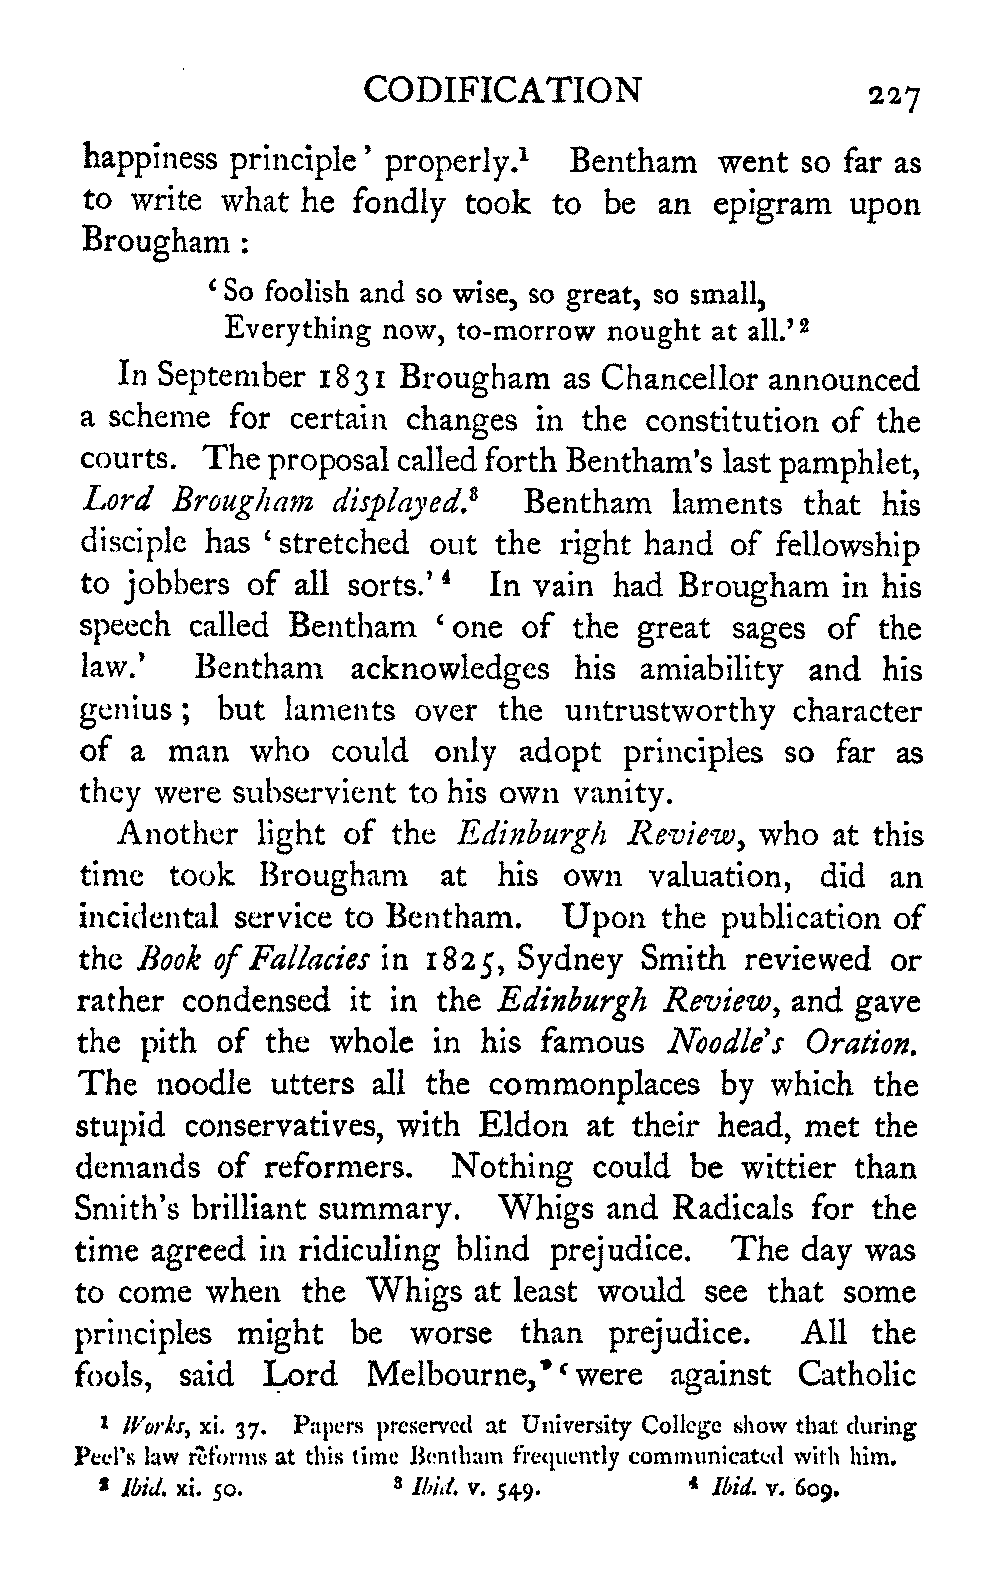 CODIFICATION 227
happiness principle’ properly.¹ Bentham went so far as
to write what he fondly took to be an epigram upon
Brougham :
‘So foolish and so wise, so great, so small,
Everything now, to-morrow nought at all.’²
In September 1831 Brougham as Chancellor announced
a scheme for certain changes in the constitution of the
courts. The proposal called forth Bentham's last pamphlet,
Lord Brougham displayed.³ Bentham laments that his
disciple has ‘stretched out the right hand of fellowship
to jobbers of all sorts.’⁴ In vain had Brougham in his
speech called Bentham ‘one of the great sages of the
law.’ Bentham acknowledges his amiability and his
genius ; but laments over the untrustworthy character
of a man who could only adopt principles so far as
they were subservient to his own vanity.
Another light of the Edinburgh Review, who at this
time took Brougham at his own valuation, did an
incidental service to Bentham. Upon the publication of
the Book of Fallacies in 1825, Sydney Smith reviewed or
rather condensed it in the Edinburgh Review, and gave
the pith of the whole in his famous Noodle's Oration.
The noodle utters all the commonplaces by which the
stupid conservatives, with Eldon at their head, met the
demands of reformers. Nothing could be wittier than
Smith's brilliant summary. Whigs and Radicals for the
time agreed in ridiculing blind prejudice. The day was
to come when the Whigs at least would see that some
principles might be worse than prejudice. All the
fools, said Lord Melbourne, ‘were against Catholic
¹ Works, xi. 37. Papers preserved at University College show that during
Peel's law reforms at this time Bentham frequently communicated with him.
² Ibid. xi. 50. ³ Ibid. v. 549. ⁴ Ibid. v. 609.